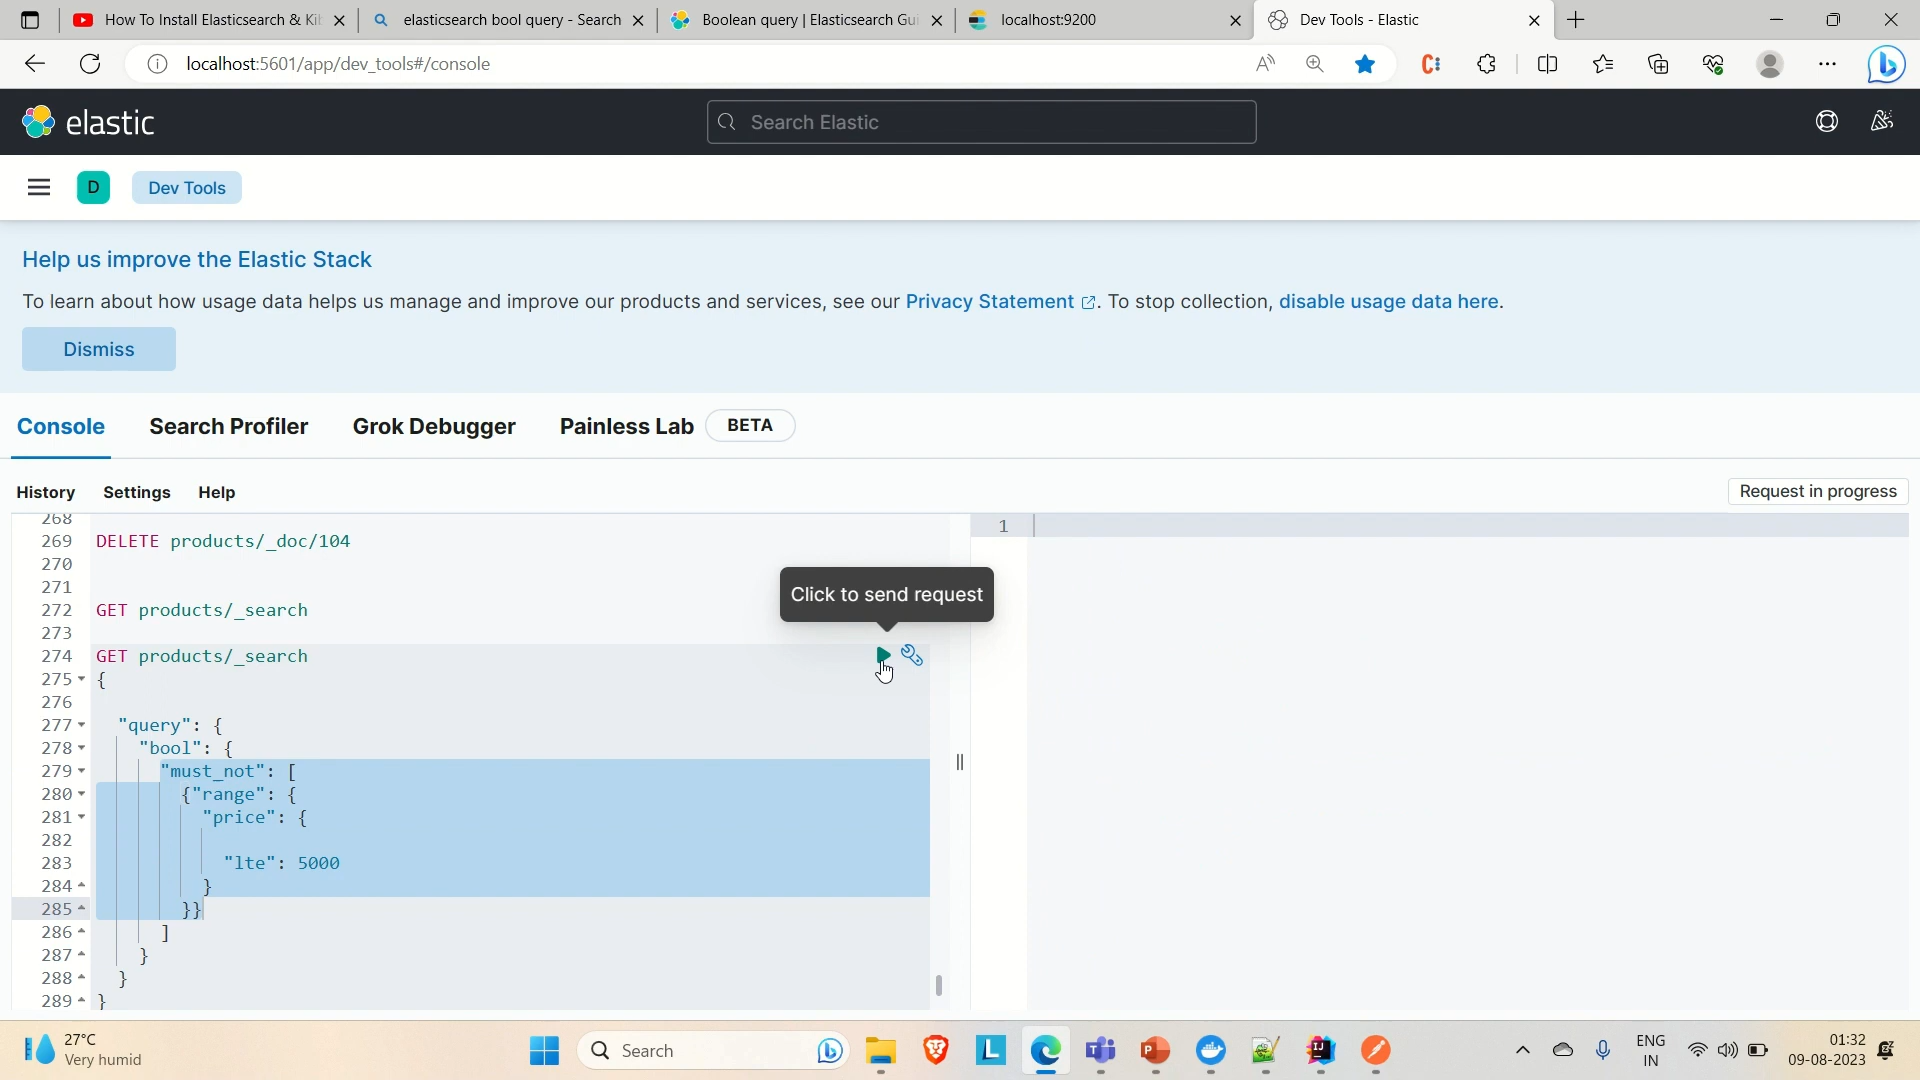 How To Install Elasticsearch & Ki
elasticsearch bool query - Search
Boolean query | Elasticsearch Gu
localhost:9200
Dev Tools - Elastic
localhost:5601/app/dev_tools#/console
elastic
Search Elastic
D
Dev Tools
Help us improve the Elastic Stack
To learn about how usage data helps us manage and improve our products and services, see our Privacy Statement. To stop collection, disable usage data here.
Dismiss
Console
Search Profiler
Grok Debugger
Painless Lab
BETA
History
Settings
Help
Request in progress
268
269 DELETE products/_doc/104
270
271
272 GET products/_search
273
274 GET products/_search
275 {
276
277 "query": {
278 "bool": {
279 "must_not": [
280 {"range": {
281 "price": {
282
283 "lte": 5000
284 }
285 }}
286 ]
287 }
288 }
289 }
Click to send request
1
27°C
Very humid
Search
ENG
IN
01:32
09-08-2023